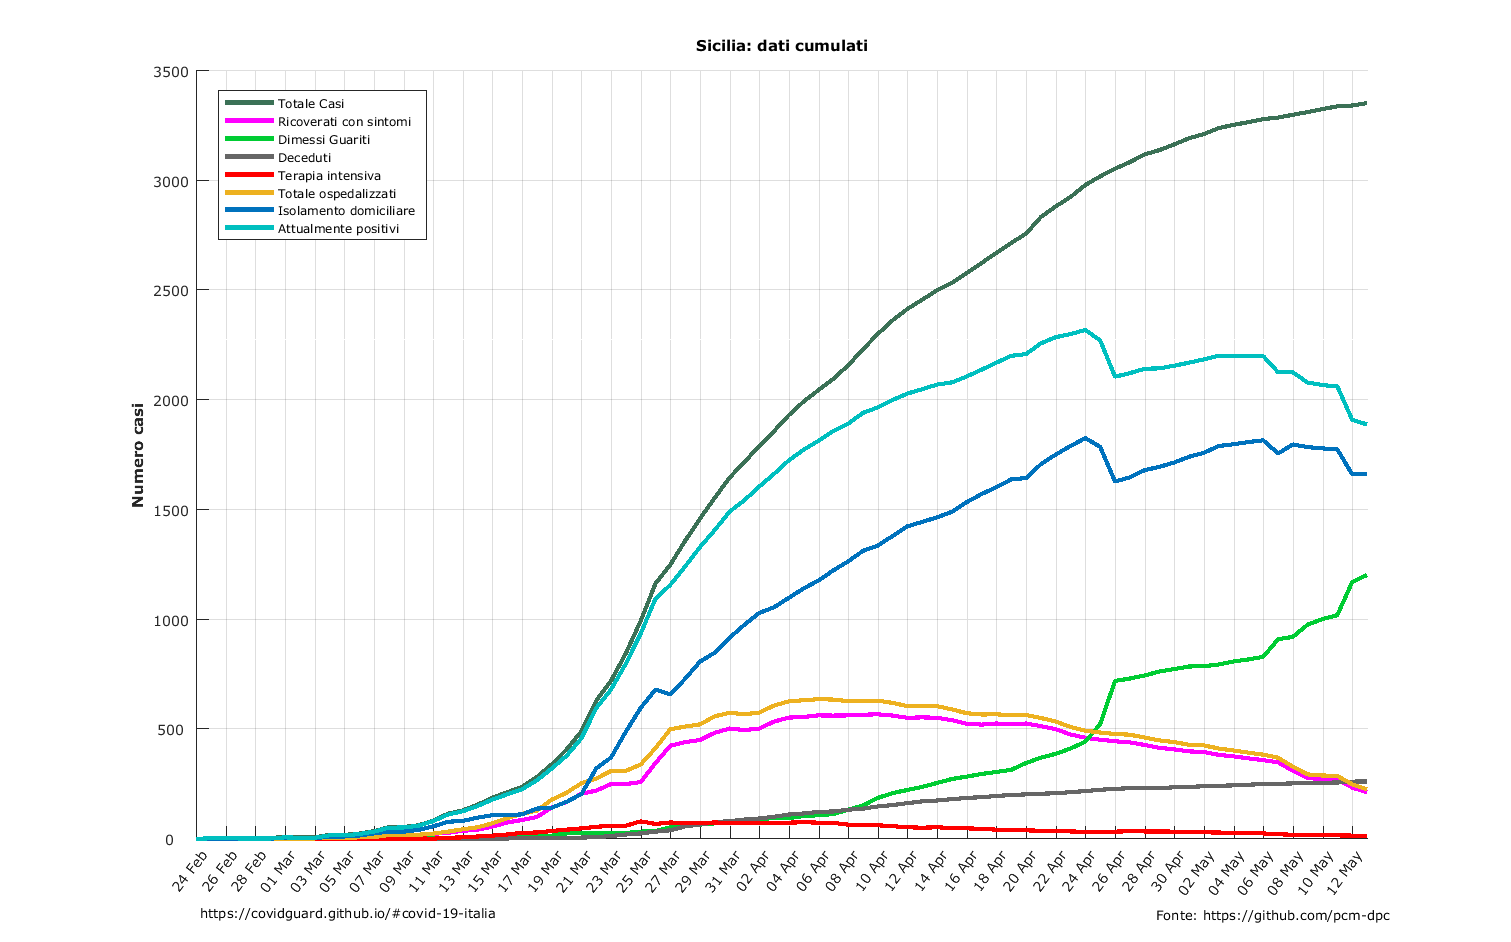 Sicilia: dati cumulati
3500
3000
2500
2000
1500
1000
500
0
Numero casi
Totale Casi
Ricoverati con sintomi
Dimessi Guariti
Deceduti
Terapia intensiva
Totale ospedalizzati
Isolamento domiciliare
Attualmente positivi
24 Feb
26 Feb
28 Feb
01 Mar
03 Mar
05 Mar
07 Mar
09 Mar
11 Mar
13 Mar
15 Mar
17 Mar
19 Mar
21 Mar
23 Mar
25 Mar
27 Mar
29 Mar
31 Mar
02 Apr
04 Apr
06 Apr
08 Apr
10 Apr
12 Apr
14 Apr
16 Apr
18 Apr
20 Apr
22 Apr
24 Apr
26 Apr
28 Apr
30 Apr
02 May
04 May
06 May
08 May
10 May
12 May
https://covidguard.github.io/#covid-19-italia
Fonte: https://github.com/pcm-dpc